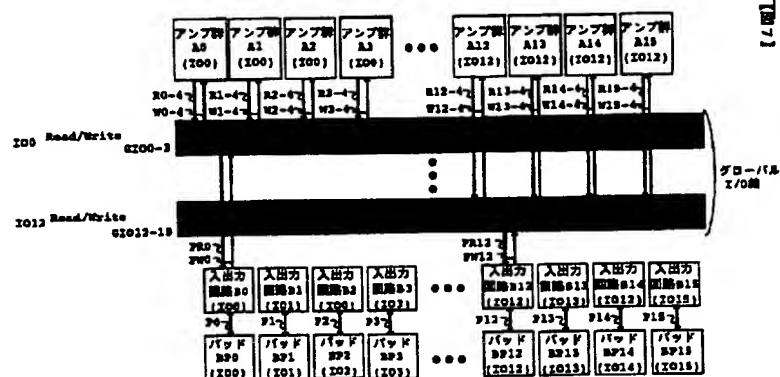 【図7】
アンプ群 アンプ群 アンプ群 アンプ群 アンプ群 アンプ群 アンプ群 アンプ群
A0 A1 A2 A3 ••• A12 A13 A14 A15
(IO0) (IO0) (IO0) (IO0) (IO12) (IO12) (IO12) (IO12)
R0-4 R1-4 R2-4 R3-4 R12-4 R13-4 R14-4 R15-4
W0-4 W1-4 W2-4 W3-4 W12-4 W13-4 W14-4 W15-4
IO0 Read/Write
GIO0-3
グローバル
I/O線
IO12 Read/Write
GIO12-15
PR0 PR12
PW0 PW12
入出力 入出力 入出力 入出力 入出力 入出力 入出力 入出力
回路B0 回路B1 回路B2 回路B3 ••• 回路B12 回路B13 回路B14 回路B15
(IO0) (IO1) (IO0) (IO3) (IO12) (IO13) (IO12) (IO15)
P0 P1 P2 P3 P12 P13 P14 P15
パッド パッド パッド パッド パッド パッド パッド パッド
BP0 BP1 BP2 BP3 ••• BP12 BP13 BP14 BP15
(IO0) (IO1) (IO2) (IO3) (IO12) (IO13) (IO14) (IO15)